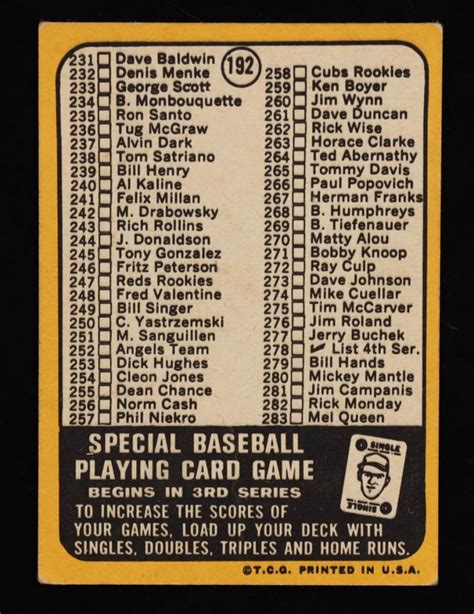 192
231 Dave Baldwin
232 Denis Menke
233 George Scott
234 B. Monbouquette
235 Ron Santo
236 Tug McGraw
237 Alvin Dark
238 Tom Satriano
239 Bill Henry
240 Al Kaline
241 Felix Millan
242 M. Drabowsky
243 Rich Rollins
244 J. Donaldson
245 Tony Gonzalez
246 Fritz Peterson
247 Reds Rookies
248 Fred Valentine
249 Bill Singer
250 C. Yastrzemski
251 M. Sanguillen
252 Angels Team
253 Dick Hughes
254 Cleon Jones
255 Dean Chance
256 Norm Cash
257 Phil Niekro
258 Cubs Rookies
259 Ken Boyer
260 Jim Wynn
261 Dave Duncan
262 Rick Wise
263 Horace Clarke
264 Ted Abernathy
265 Tommy Davis
266 Paul Popovich
267 Herman Franks
268 B. Humphreys
269 B. Tiefenauer
270 Matty Alou
271 Bobby Knoop
272 Ray Culp
273 Dave Johnson
274 Mike Cuellar
275 Tim McCarver
276 Jim Roland
277 Jerry Buchek
278 ✓ List 4th Ser.
279 Bill Hands
280 Mickey Mantle
281 Jim Campanis
282 Rick Monday
283 Mel Queen
SPECIAL BASEBALL
PLAYING CARD GAME
BEGINS IN 3RD SERIES
TO INCREASE THE SCORES OF
YOUR GAMES, LOAD UP YOUR DECK WITH
SINGLES, DOUBLES, TRIPLES AND HOME RUNS.
SINGLE
SINGLE
©T.C.G. PRINTED IN U.S.A.